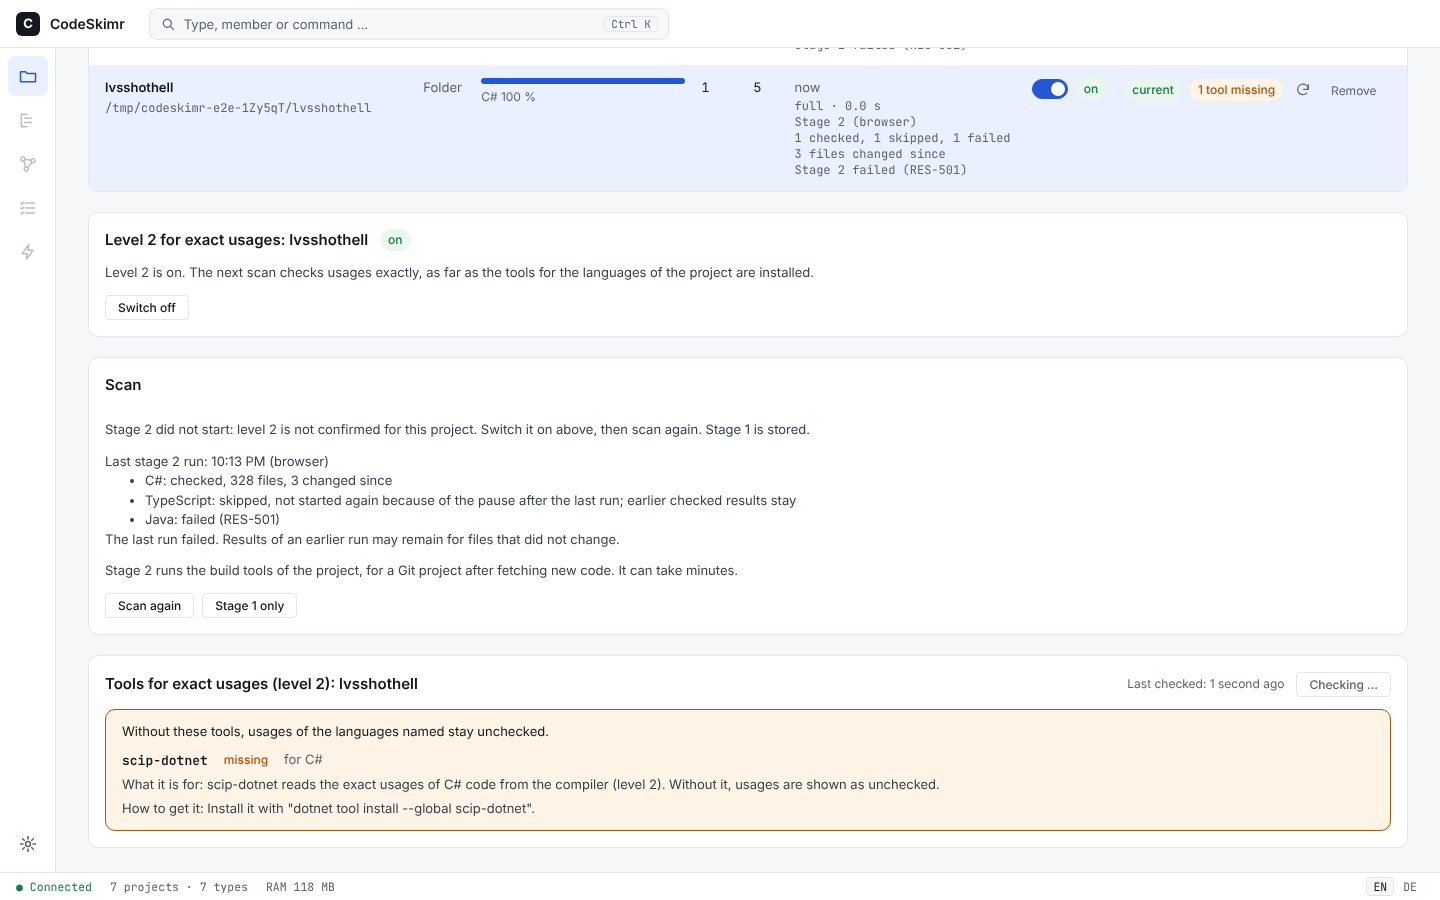 C CodeSkimr Type, member or command ... Ctrl K
lvsshothell Folder 1 5 now on current 1 tool missing Remove
/tmp/codeskimr-e2e-1Zy5qT/lvsshothell C# 100 % full · 0.0 s
Stage 2 (browser)
1 checked, 1 skipped, 1 failed
3 files changed since
Stage 2 failed (RES-501)
Level 2 for exact usages: lvsshothell on
Level 2 is on. The next scan checks usages exactly, as far as the tools for the languages of the project are installed.
Switch off
Scan
Stage 2 did not start: level 2 is not confirmed for this project. Switch it on above, then scan again. Stage 1 is stored.
Last stage 2 run: 10:13 PM (browser)
• C#: checked, 328 files, 3 changed since
• TypeScript: skipped, not started again because of the pause after the last run; earlier checked results stay
• Java: failed (RES-501)
The last run failed. Results of an earlier run may remain for files that did not change.
Stage 2 runs the build tools of the project, for a Git project after fetching new code. It can take minutes.
Scan again Stage 1 only
Tools for exact usages (level 2): lvsshothell Last checked: 1 second ago Checking ...
Without these tools, usages of the languages named stay unchecked.
scip-dotnet missing for C#
What it is for: scip-dotnet reads the exact usages of C# code from the compiler (level 2). Without it, usages are shown as unchecked.
How to get it: Install it with "dotnet tool install --global scip-dotnet".
Connected 7 projects · 7 types RAM 118 MB EN DE